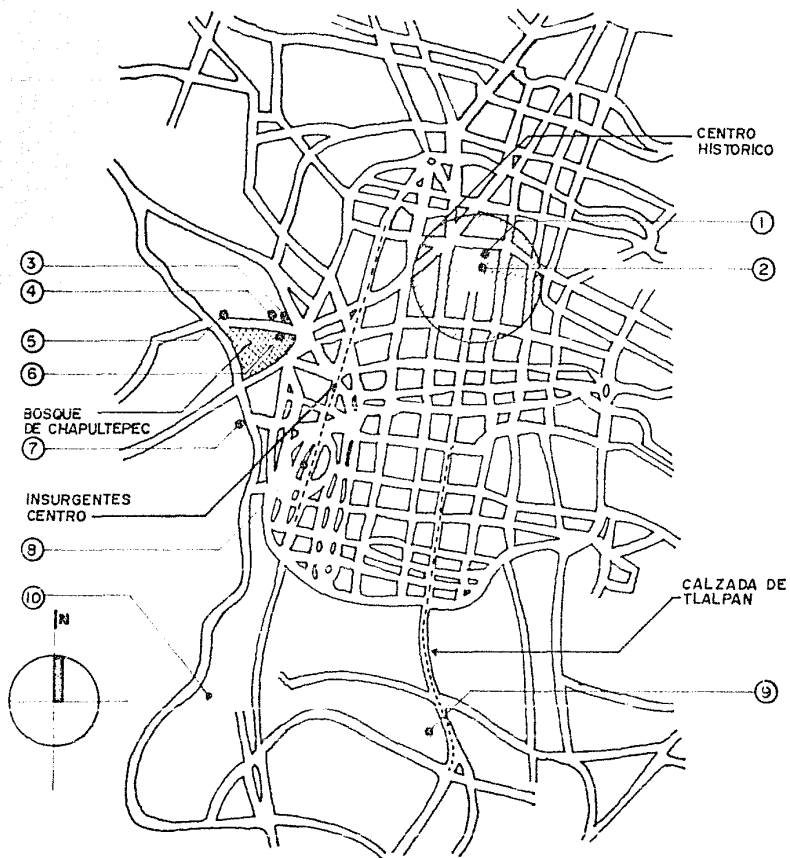 CENTRO
HISTORICO
1
2
3
4
5
6
BOSQUE
DE CHAPULTEPEC
7
INSURGENTES
CENTRO
8
10
N
CALZADA DE
TLALPAN
9